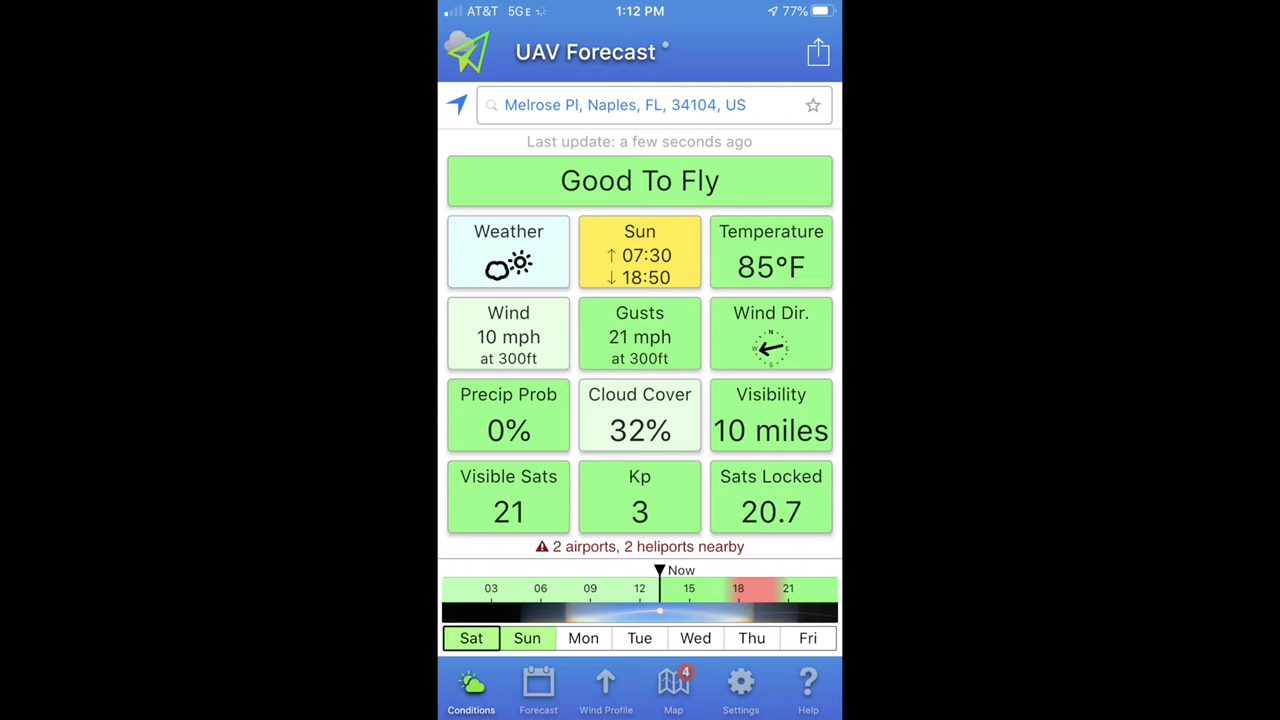 AT&T 5GE 1:12 PM 77%
UAV Forecast ®
Melrose Pl, Naples, FL, 34104, US
Last update: a few seconds ago
Good To Fly
Weather Sun Temperature
↑ 07:30
↓ 18:50
85°F
Wind Gusts Wind Dir.
10 mph 21 mph
at 300ft at 300ft
N
W E
S
Precip Prob Cloud Cover Visibility
0% 32% 10 miles
Visible Sats Kp Sats Locked
21 3 20.7
2 airports, 2 heliports nearby
Now
03 06 09 12 15 18 21
Sat Sun Mon Tue Wed Thu Fri
4
?
Conditions Forecast Wind Profile Map Settings Help